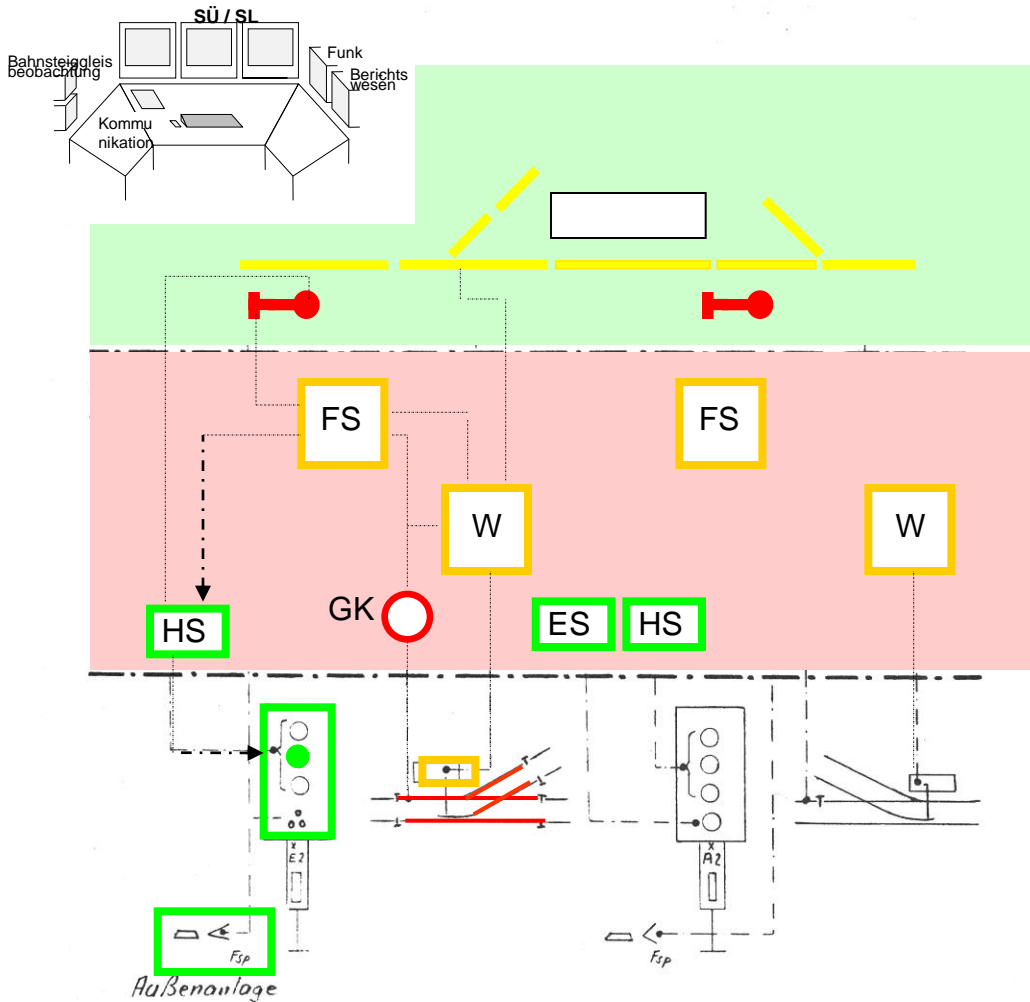 SÜ / SL
Bahnsteiggleis
beobachtung
Funk
Berichts
wesen
Kommu
nikation
FS
FS
W
W
HS
GK
ES
HS
x
E2
x
A2
T
T
I
I
I
T
T
I
I
T
Fsp
Fsp
Außenanlage